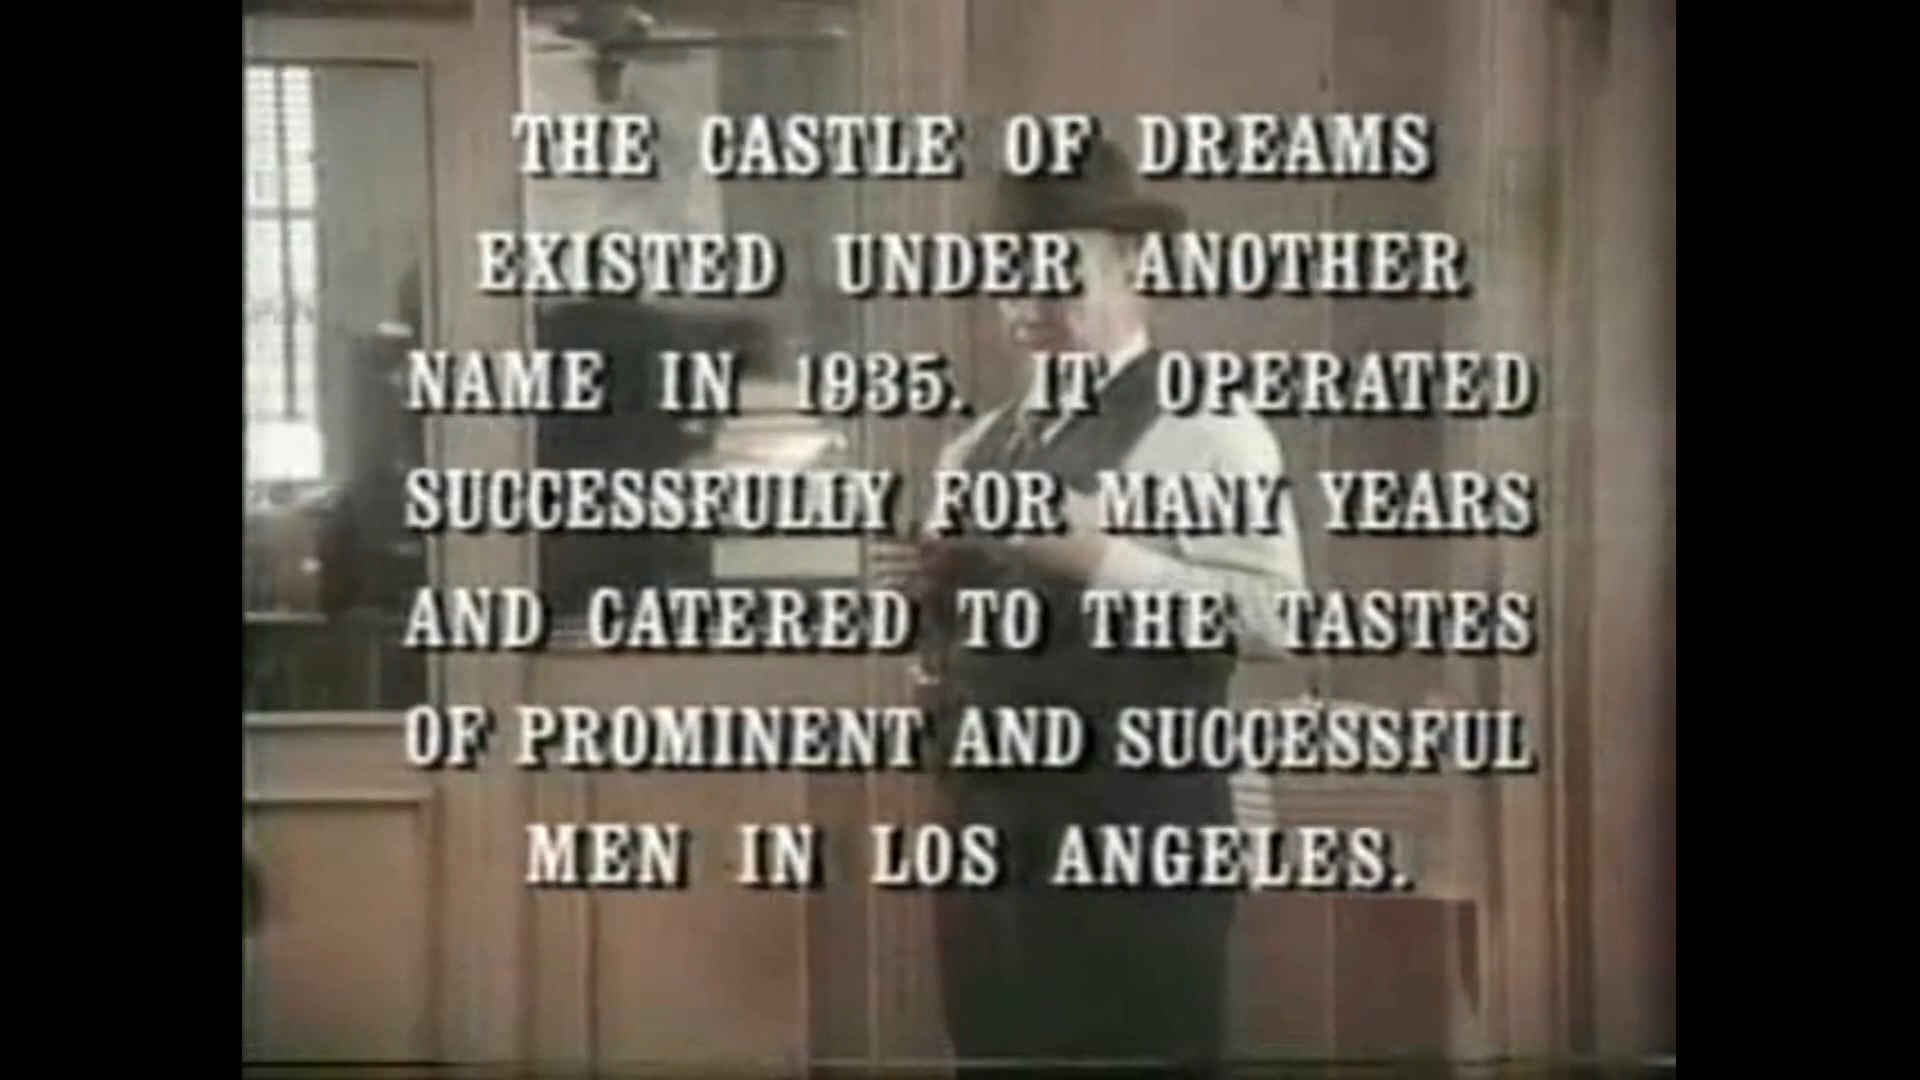 THE CASTLE OF DREAMS
EXISTED UNDER ANOTHER
NAME IN 1935. IT OPERATED
SUCCESSFULLY FOR MANY YEARS
AND CATERED TO THE TASTES
OF PROMINENT AND SUCCESSFUL
MEN IN LOS ANGELES.